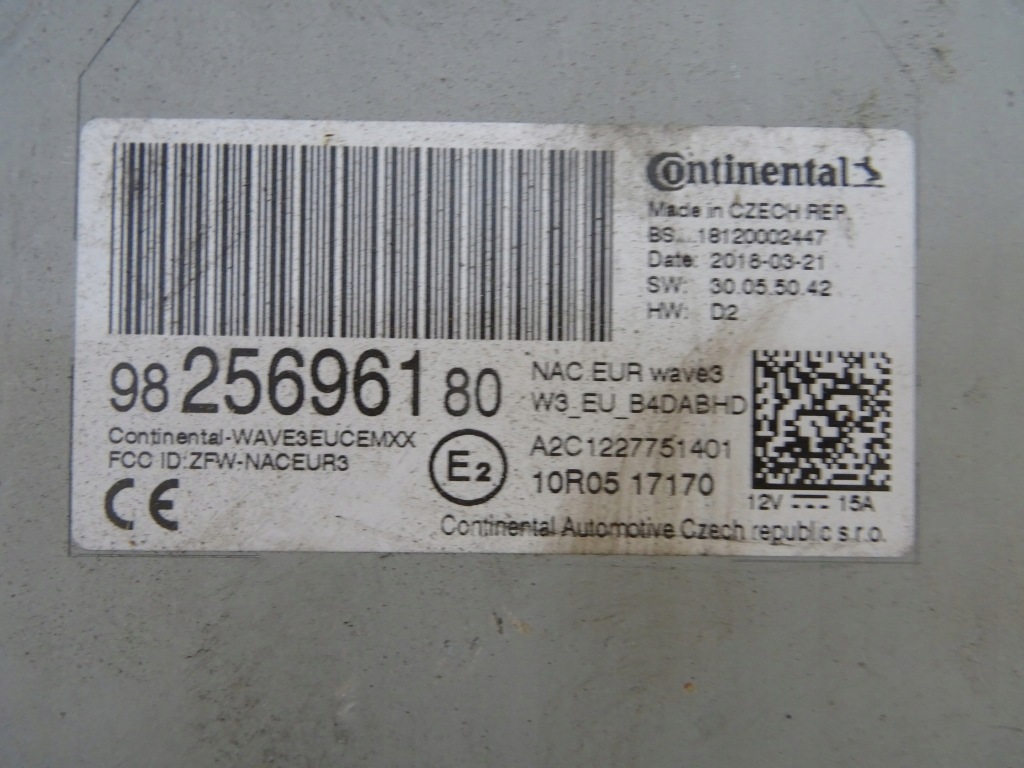 Continental
Made in CZECH REP.
BS....18120002447
Date: 2018-03-21
SW: 30.05.50.42
HW: D2
98 256961 80
NAC EUR wave3
W3_EU_B4DABHD
Continental-WAVE3EUCEMXX
FCC ID:ZFW-NACEUR3
E2
A2C1227751401
10R05 17170
CE
12V 15A
Continental Automotive Czech republic s.r.o.